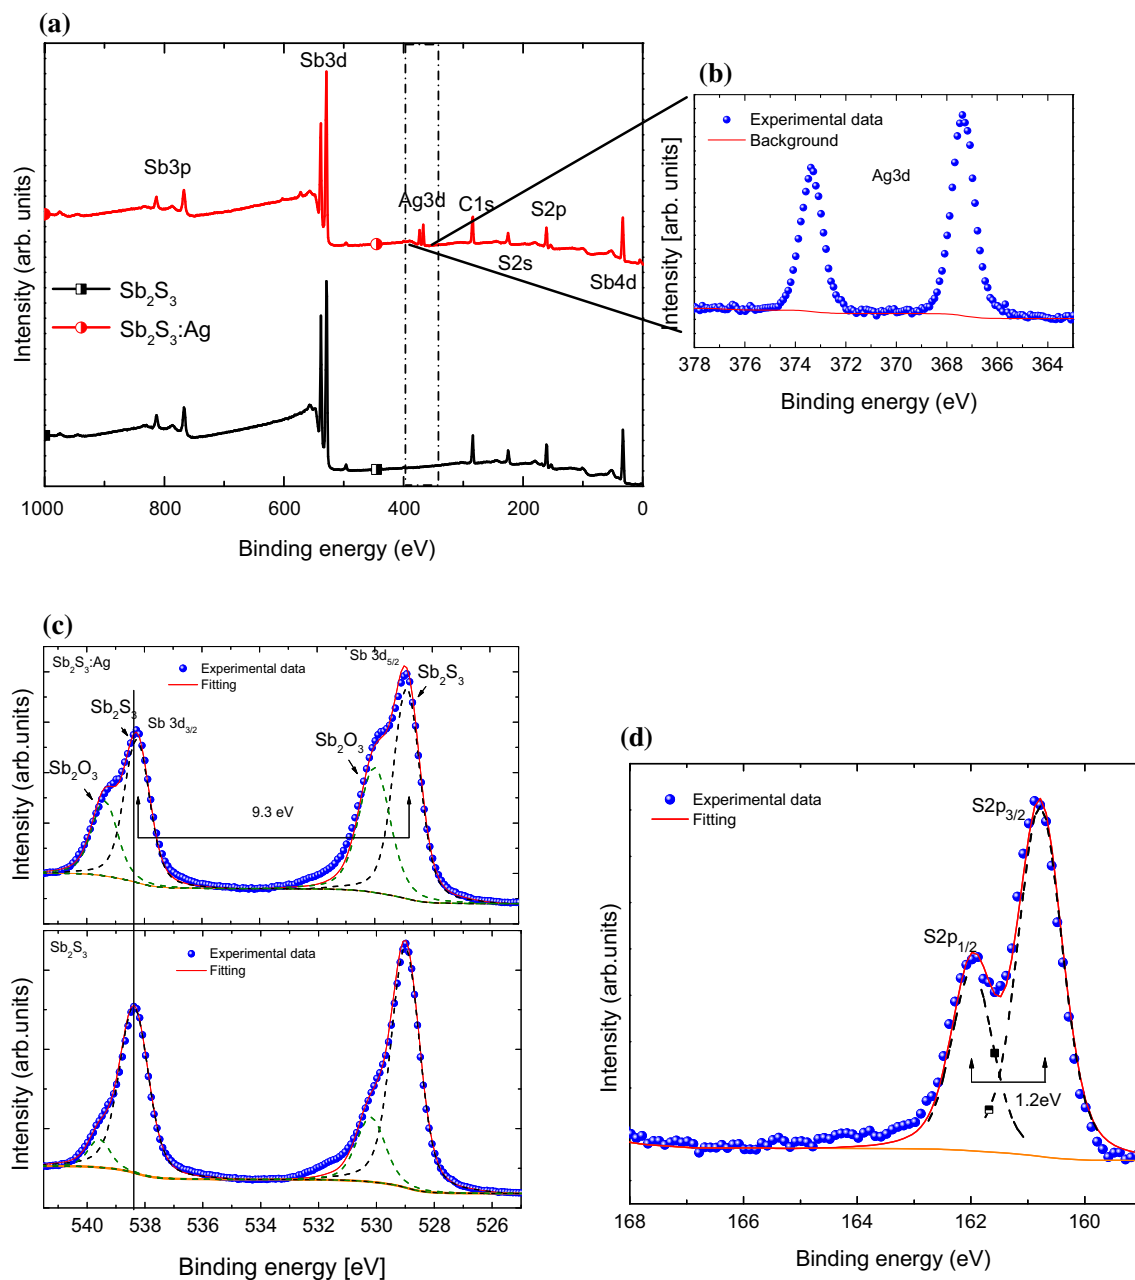 (a)
Sb3d
Sb3p
Ag3d
C1s
S2p
S2s
Sb4d
Sb₂S₃
Sb₂S₃:Ag
Intensity (arb. units)
1000 800 600 400 200 0
Binding energy (eV)
(b)
Experimental data
Background
Ag3d
Intensity [arb. units]
378 376 374 372 370 368 366 364
Binding energy (eV)
(c)
Sb₂S₃:Ag
Experimental data
Fitting
Sb 3d₅/₂
Sb₂S₃
Sb₂S₃
Sb 3d₃/₂
Sb₂O₃
Sb₂O₃
9.3 eV
Intensity (arb.units)
Sb₂S₃
Experimental data
Fitting
Intensity (arb.units)
540 538 536 534 532 530 528 526
Binding energy [eV]
(d)
Experimental data
Fitting
S2p₃/₂
S2p₁/₂
1.2eV
Intensity (arb.units)
168 166 164 162 160
Binding energy (eV)